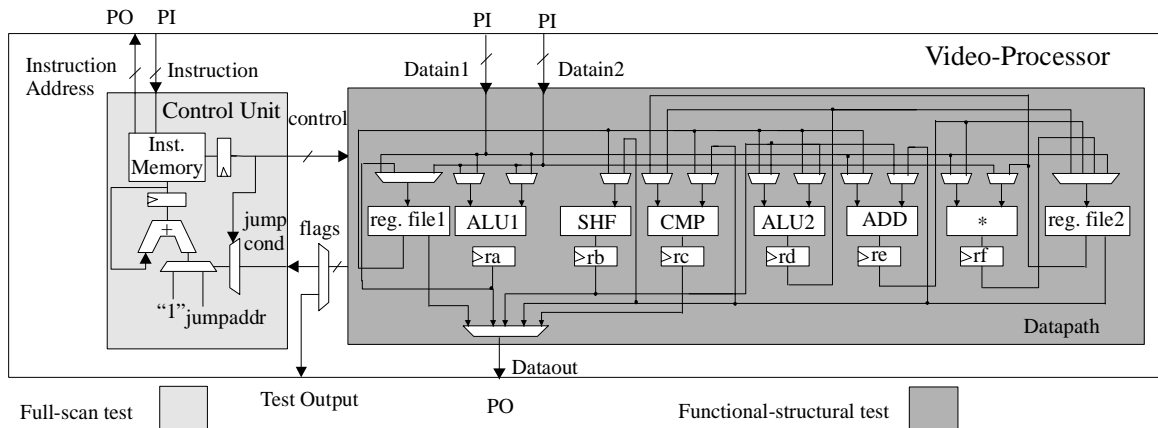 PO PI
PI PI
Video-Processor
Instruction
Address
Instruction
Datain1
Datain2
Control Unit
control
Inst.
Memory
+
jump
cond
flags
"1"
jumpaddr
reg. file1
ALU1
SHF
CMP
ALU2
ADD
*
reg. file2
ra
rb
rc
rd
re
rf
Datapath
Dataout
Test Output
PO
Full-scan test
Functional-structural test